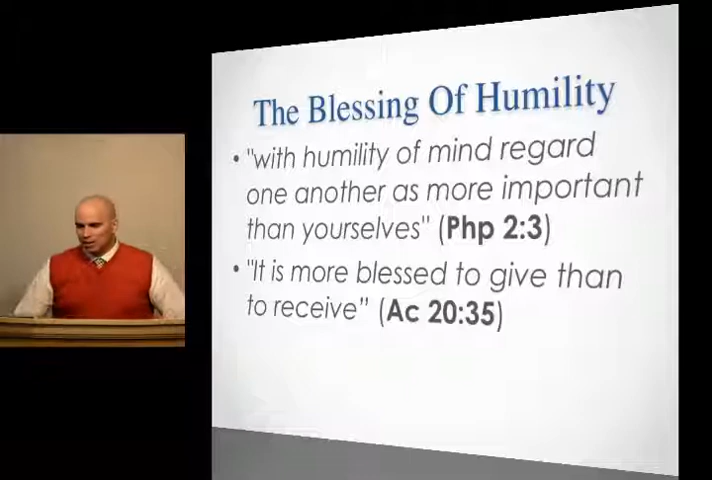 The Blessing Of Humility
• "with humility of mind regard
one another as more important
than yourselves" (Php 2:3)
• "It is more blessed to give than
to receive" (Ac 20:35)